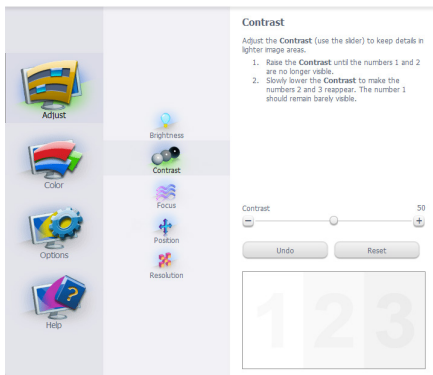 Adjust
Color
Options
Help
Brightness
Contrast
Focus
Position
Resolution
Contrast
Adjust the Contrast (use the slider) to keep details in
lighter image areas.
1. Raise the Contrast until the numbers 1 and 2
are no longer visible.
2. Slowly lower the Contrast to make the
numbers 2 and 3 reappear. The number 1
should remain barely visible.
Contrast 50
Undo Reset
1 2 3